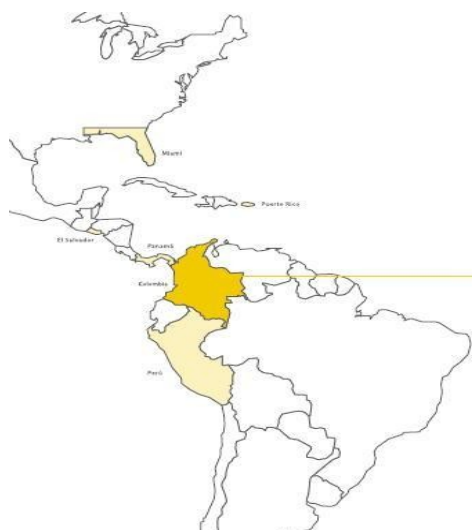 Miami
Puerto Rico
El Salvador
Panamá
Colombia
Perú